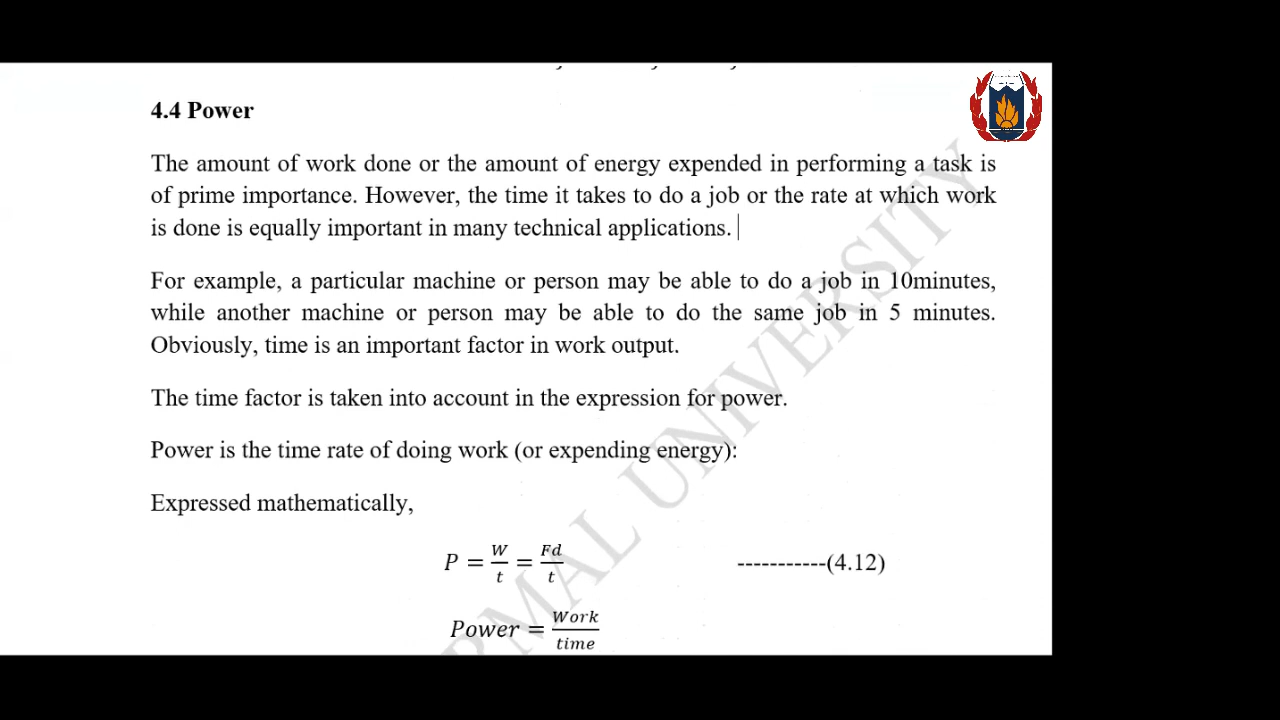 4.4 Power
The amount of work done or the amount of energy expended in performing a task is
of prime importance. However, the time it takes to do a job or the rate at which work
is done is equally important in many technical applications.
For example, a particular machine or person may be able to do a job in 10minutes,
while another machine or person may be able to do the same job in 5 minutes.
Obviously, time is an important factor in work output.
The time factor is taken into account in the expression for power.
Power is the time rate of doing work (or expending energy):
Expressed mathematically,
P = W/t = Fd/t -----------(4.12)
Power = Work/time
RMAL UNIVERSITY